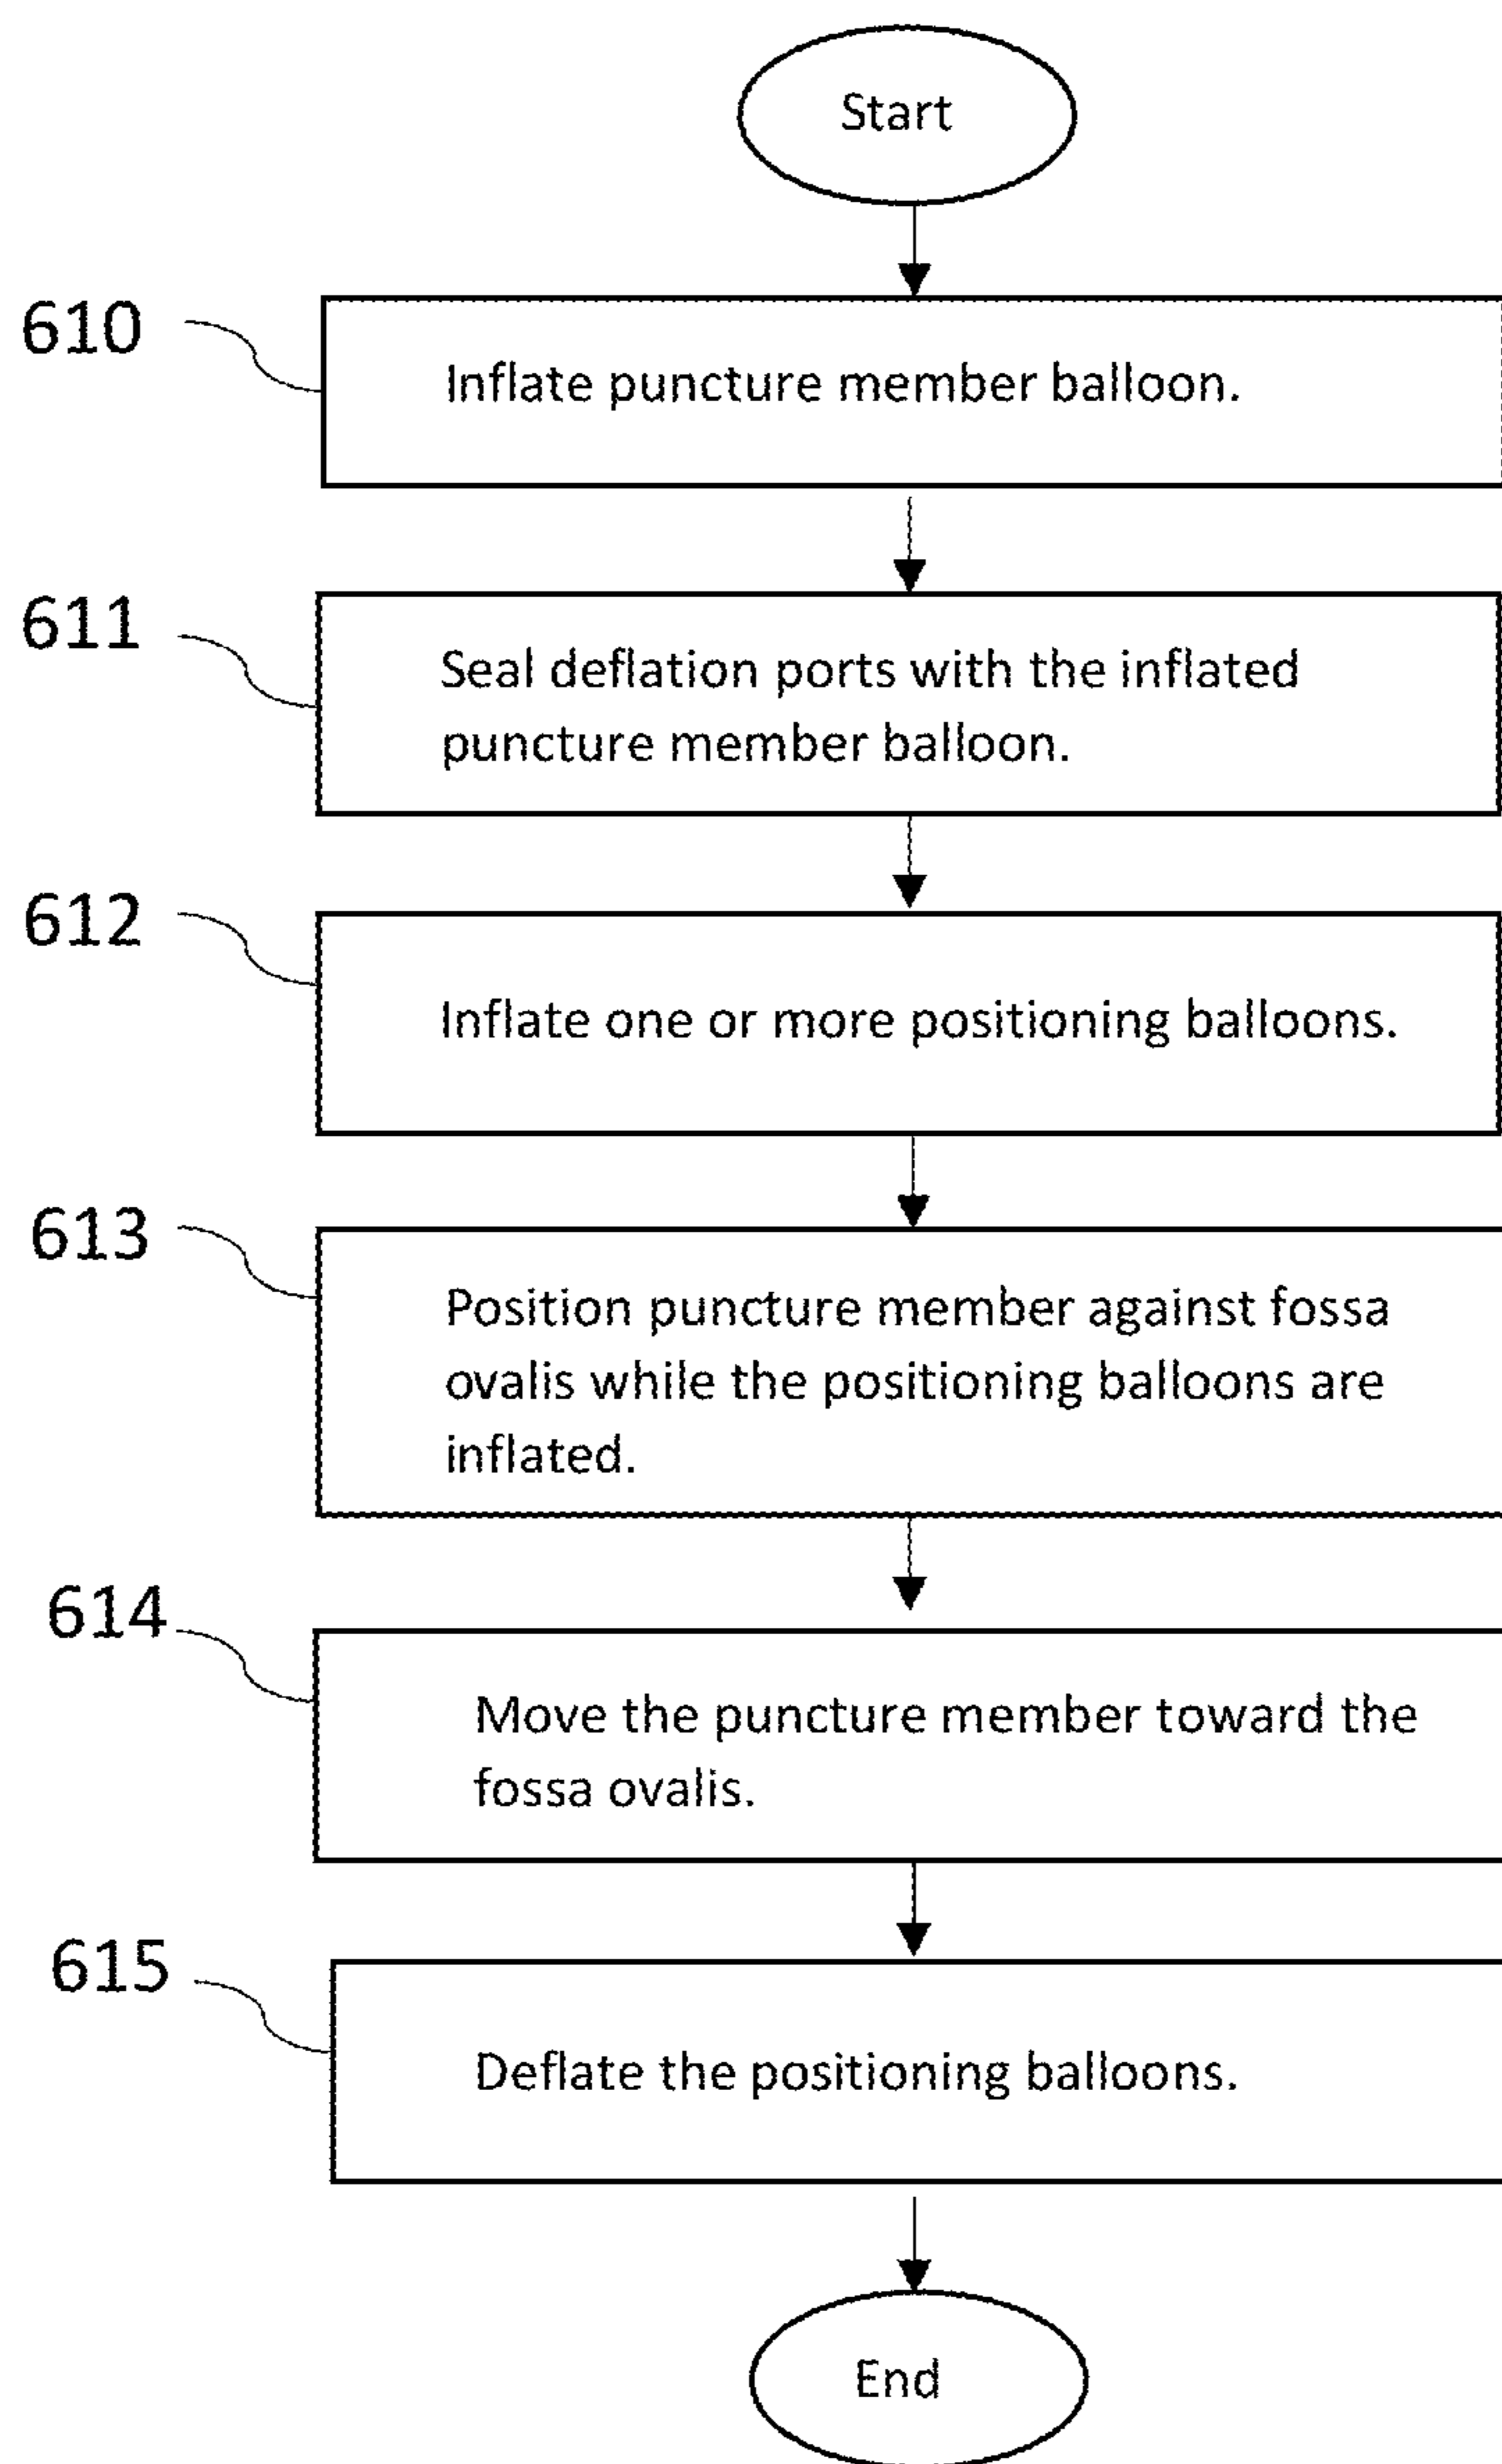 Start
610
Inflate puncture member balloon.
611
Seal deflation ports with the inflated
puncture member balloon.
612
Inflate one or more positioning balloons.
613
Position puncture member against fossa
ovalis while the positioning balloons are
inflated.
614
Move the puncture member toward the
fossa ovalis.
615
Deflate the positioning balloons.
End